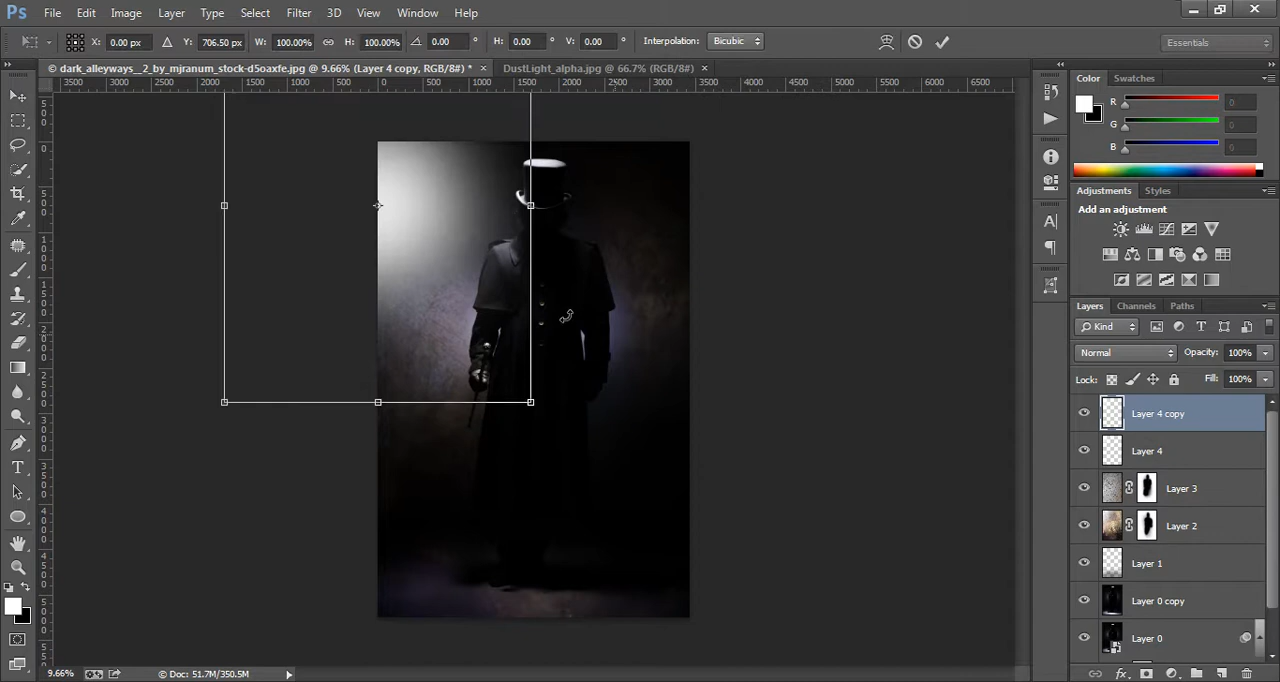 Ps File Edit Image Layer Type Select Filter 3D View Window Help
X: 0.00 px Y: 706.50 px W: 100.00% H: 100.00% 0.00 ° H: 0.00 ° V: 0.00 ° Interpolation: Bicubic Essentials
© dark_alleyways__2_by_mjranum_stock-d5oaxfe.jpg @ 9.66% (Layer 4 copy, RGB/8#) * × DustLight_alpha.jpg @ 66.7% (RGB/8#) ×
3500 3000 2500 2000 1500 1000 500 0 500 1000 1500 2000 2500 3000 3500 4000 4500 5000 5500 6000 6500
Color Swatches
R 0
G 0
B 0
Adjustments Styles
Add an adjustment
Layers Channels Paths
Kind
Normal Opacity: 100%
Lock: Fill: 100%
Layer 4 copy
Layer 4
Layer 3
Layer 2
Layer 1
Layer 0 copy
Layer 0
9.66% © Doc: 51.7M/350.5M